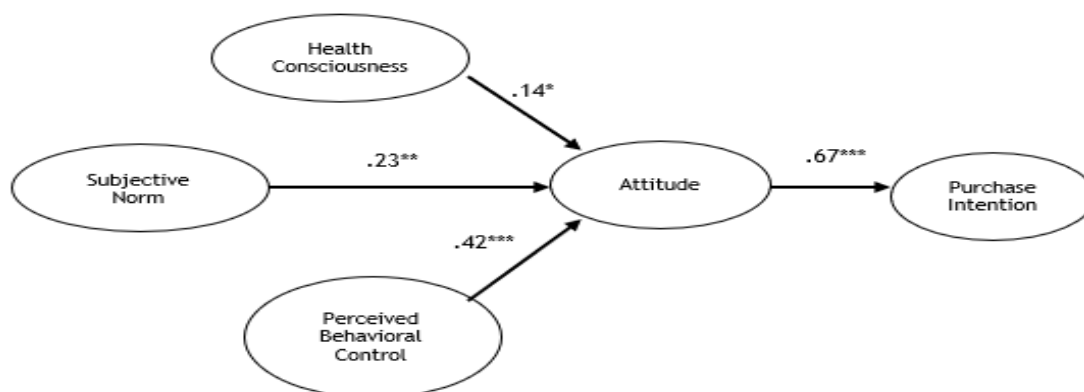 Health
Consciousness
.14*
.23**
.67***
Subjective
Norm
Attitude
Purchase
Intention
.42***
Perceived
Behavioral
Control